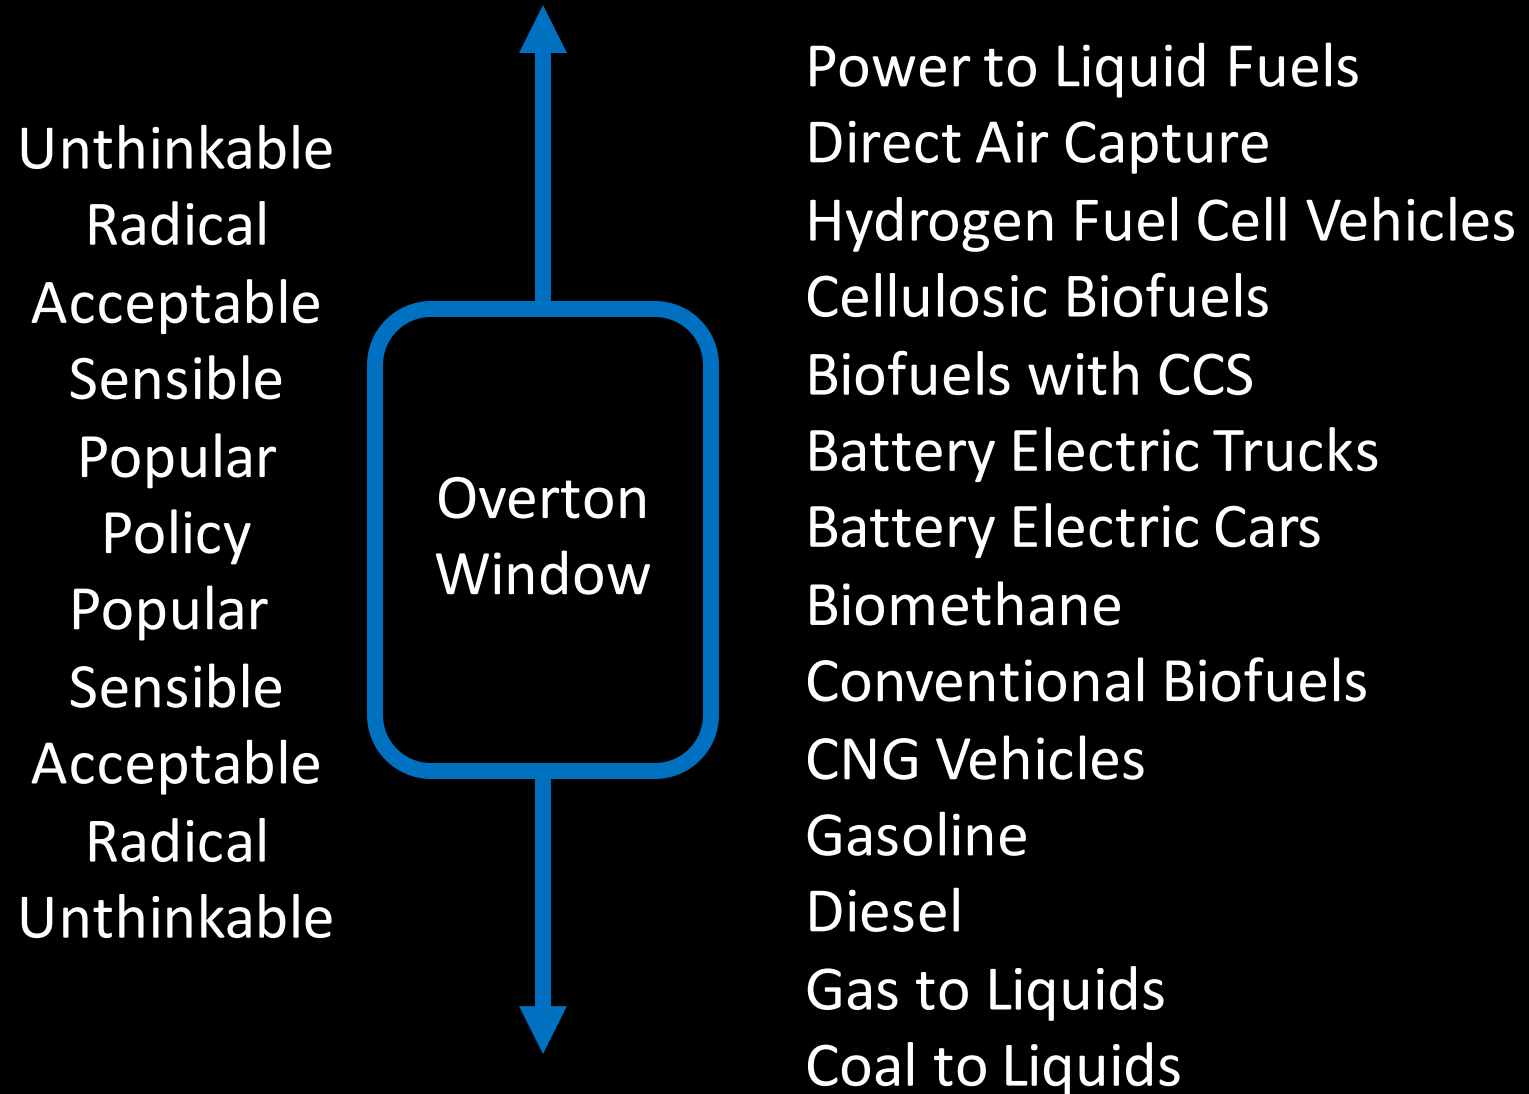 Unthinkable
Radical
Acceptable
Sensible
Popular
Policy
Popular
Sensible
Acceptable
Radical
Unthinkable
Overton
Window
Power to Liquid Fuels
Direct Air Capture
Hydrogen Fuel Cell Vehicles
Cellulosic Biofuels
Biofuels with CCS
Battery Electric Trucks
Battery Electric Cars
Biomethane
Conventional Biofuels
CNG Vehicles
Gasoline
Diesel
Gas to Liquids
Coal to Liquids